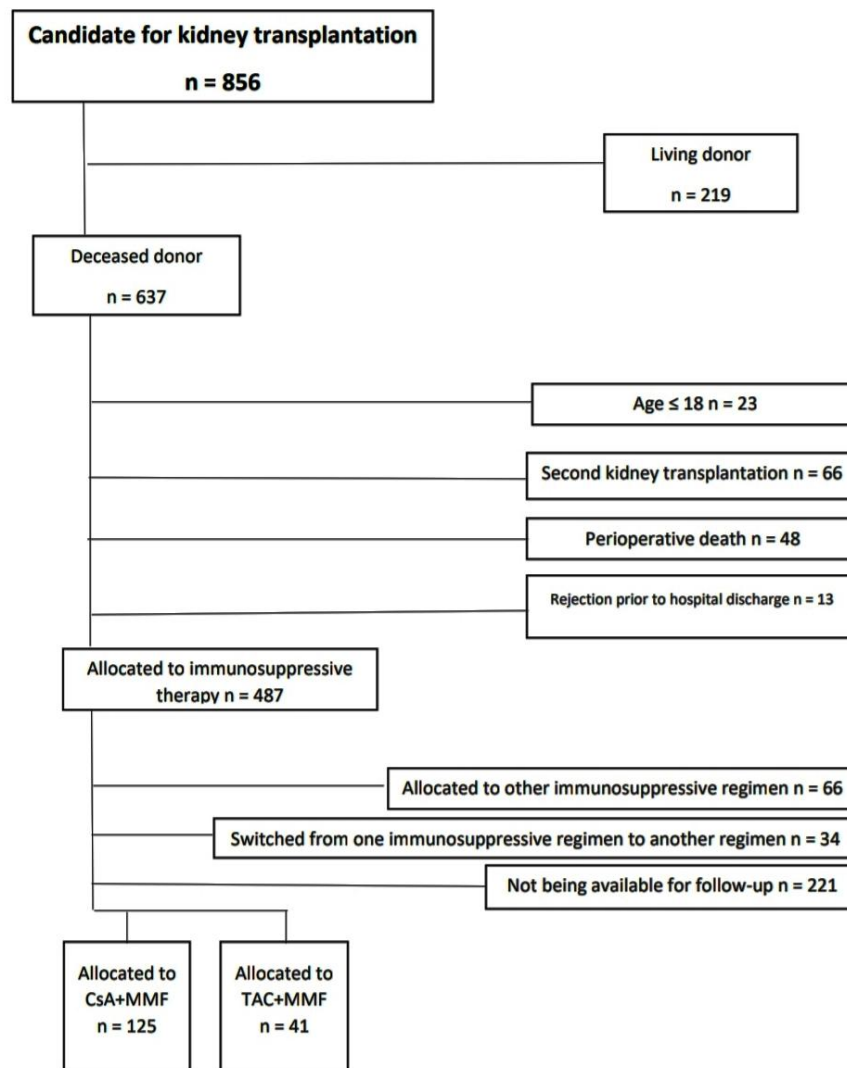 Candidate for kidney transplantation
n = 856
Living donor
n = 219
Deceased donor
n = 637
Age ≤ 18 n = 23
Second kidney transplantation n = 66
Perioperative death n = 48
Rejection prior to hospital discharge n = 13
Allocated to immunosuppressive
therapy n = 487
Allocated to other immunosuppressive regimen n = 66
Switched from one immunosuppressive regimen to another regimen n = 34
Not being available for follow-up n = 221
Allocated to
CsA+MMF
n = 125
Allocated to
TAC+MMF
n = 41